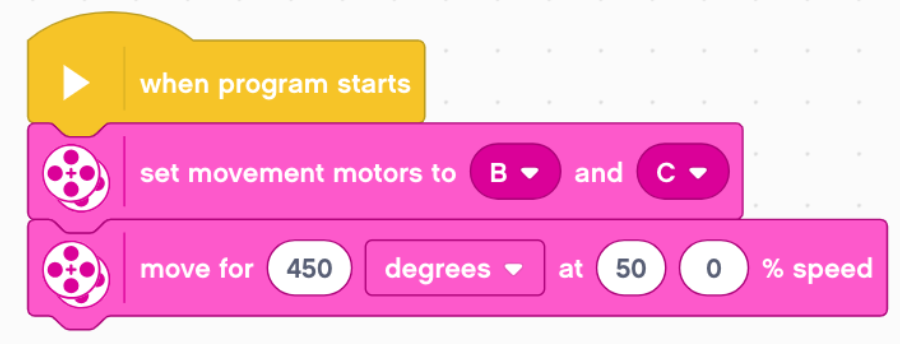 when program starts
set movement motors to B and C
move for 450 degrees at 50 0 % speed